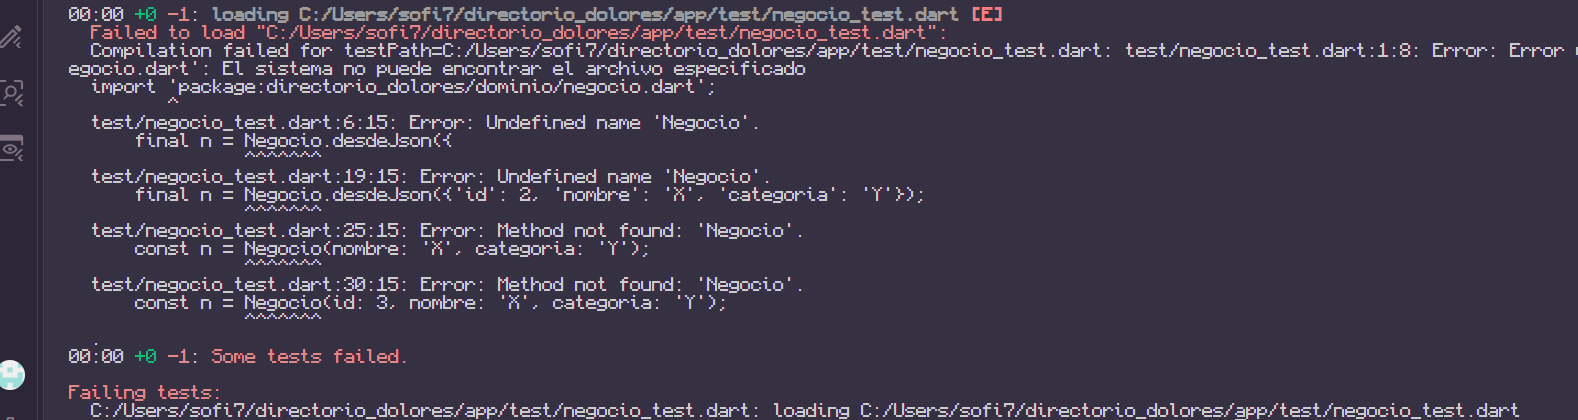 00:00 +0 -1: loading C:/Users/sofi7/directorio_dolores/app/test/negocio_test.dart [E]
Failed to load "C:/Users/sofi7/directorio_dolores/app/test/negocio_test.dart":
Compilation failed for testPath=C:/Users/sofi7/directorio_dolores/app/test/negocio_test.dart: test/negocio_test.dart:1:8: Error: Error
egocio.dart': El sistema no puede encontrar el archivo especificado
import 'package:directorio_dolores/dominio/negocio.dart';
^
test/negocio_test.dart:6:15: Error: Undefined name 'Negocio'.
final n = Negocio.desdeJson({
^^^^^^^
test/negocio_test.dart:19:15: Error: Undefined name 'Negocio'.
final n = Negocio.desdeJson({'id': 2, 'nombre': 'X', 'categoria': 'Y'});
^^^^^^^
test/negocio_test.dart:25:15: Error: Method not found: 'Negocio'.
const n = Negocio(nombre: 'X', categoria: 'Y');
^^^^^^^
test/negocio_test.dart:30:15: Error: Method not found: 'Negocio'.
const n = Negocio(id: 3, nombre: 'X', categoria: 'Y');
^^^^^^^
.
00:00 +0 -1: Some tests failed.
Failing tests:
C:/Users/sofi7/directorio_dolores/app/test/negocio_test.dart: loading C:/Users/sofi7/directorio_dolores/app/test/negocio_test.dart